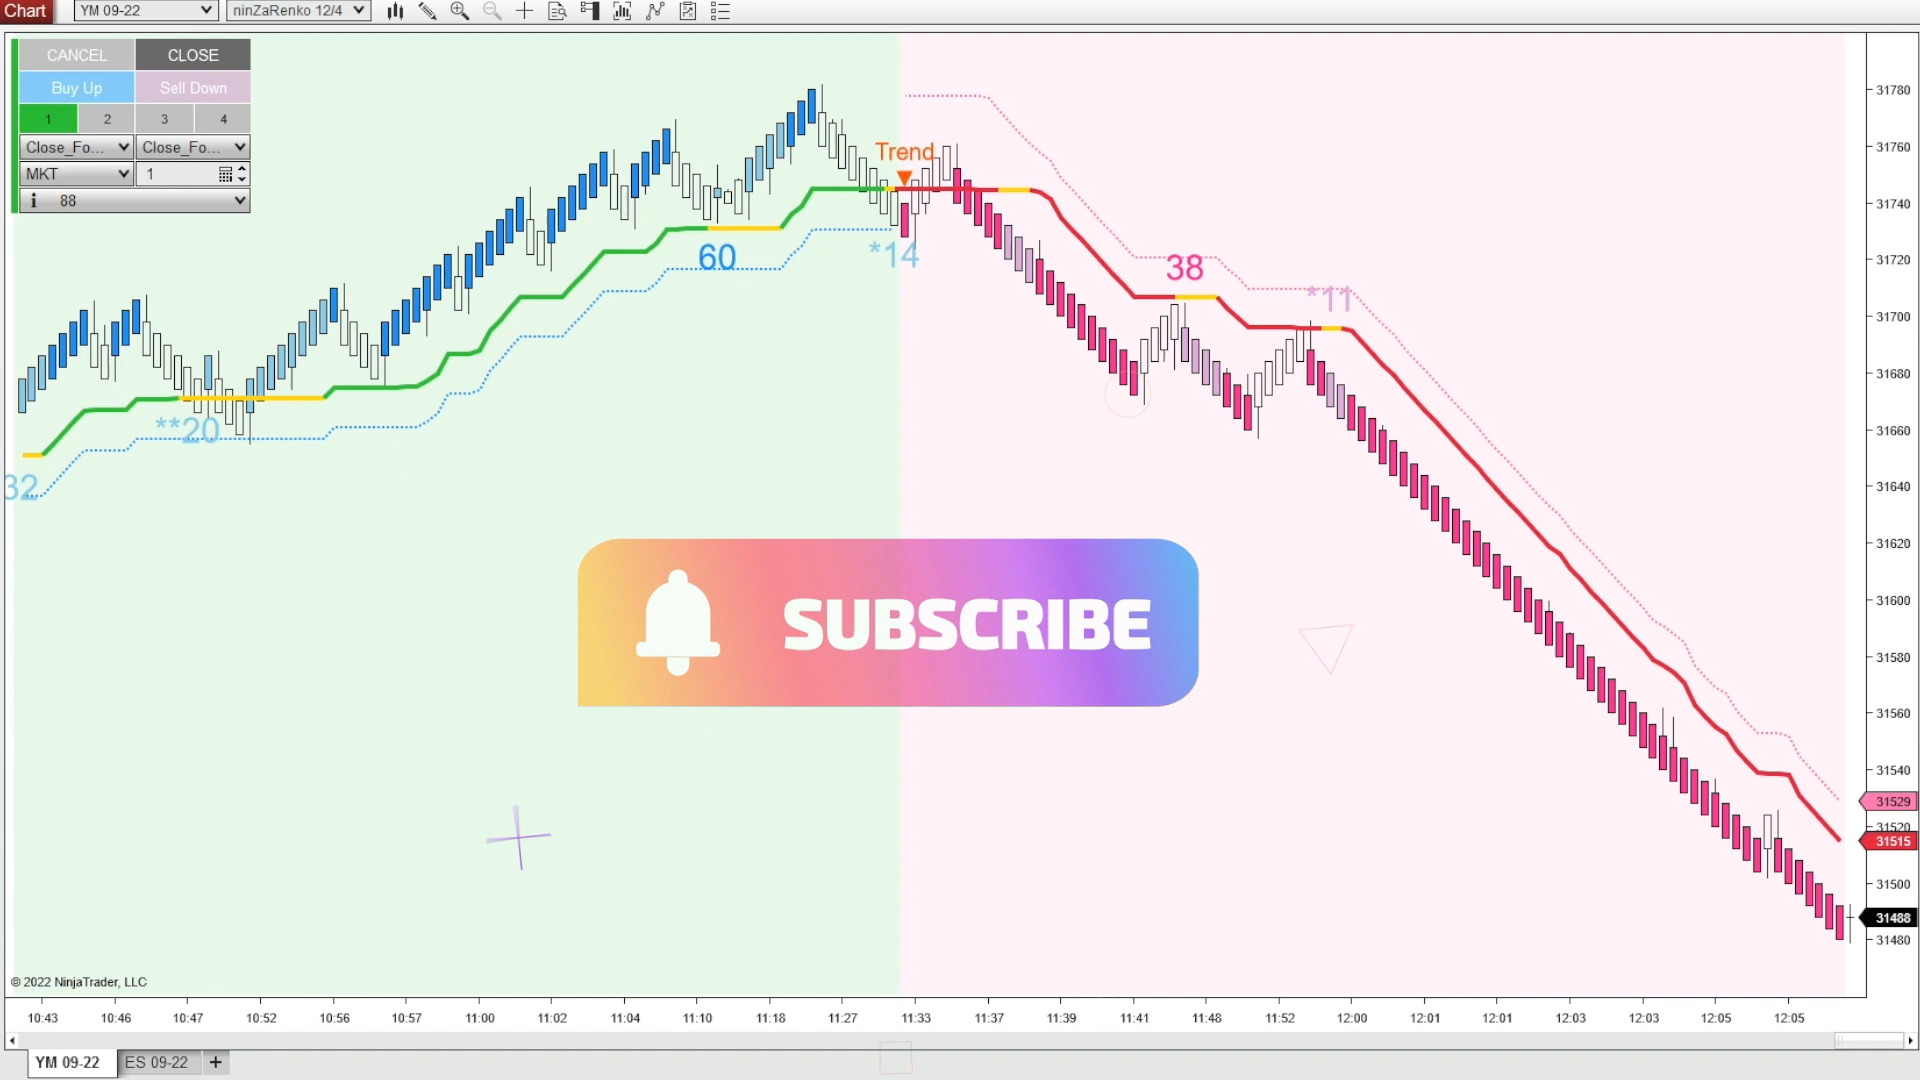 Chart YM 09-22 ninZaRenko 12/4
CANCEL CLOSE
Buy Up Sell Down
1 2 3 4
Close_Fo... Close_Fo...
MKT 1
i 88
Trend
60
*14
38
*11
**20
32
SUBSCRIBE
31780
31760
31740
31720
31700
31680
31660
31640
31620
31600
31580
31560
31540
31529
31520
31515
31500
31488
31480
© 2022 NinjaTrader, LLC
10:43 10:46 10:47 10:52 10:56 10:57 11:00 11:02 11:04 11:10 11:18 11:27 11:33 11:37 11:39 11:41 11:48 11:52 12:00 12:01 12:01 12:03 12:03 12:05 12:05
YM 09-22 ES 09-22 +